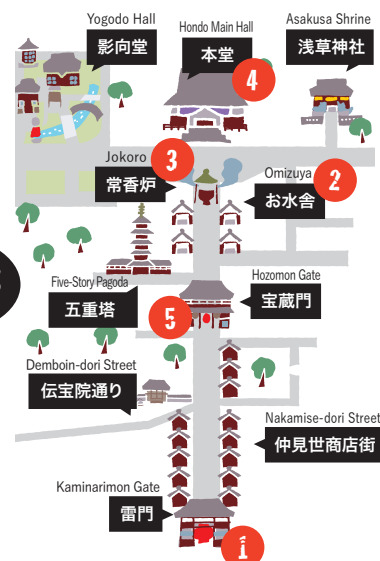 Yogodo Hall
影向堂
Hondo Main Hall
本堂
4
Asakusa Shrine
浅草神社
Jokoro
3
常香炉
Omizuya
2
お水舎
Five-Story Pagoda
五重塔
5
Hozomon Gate
宝蔵門
Demboin-dori Street
伝宝院通り
Nakamise-dori Street
仲見世商店街
Kaminarimon Gate
雷門
1